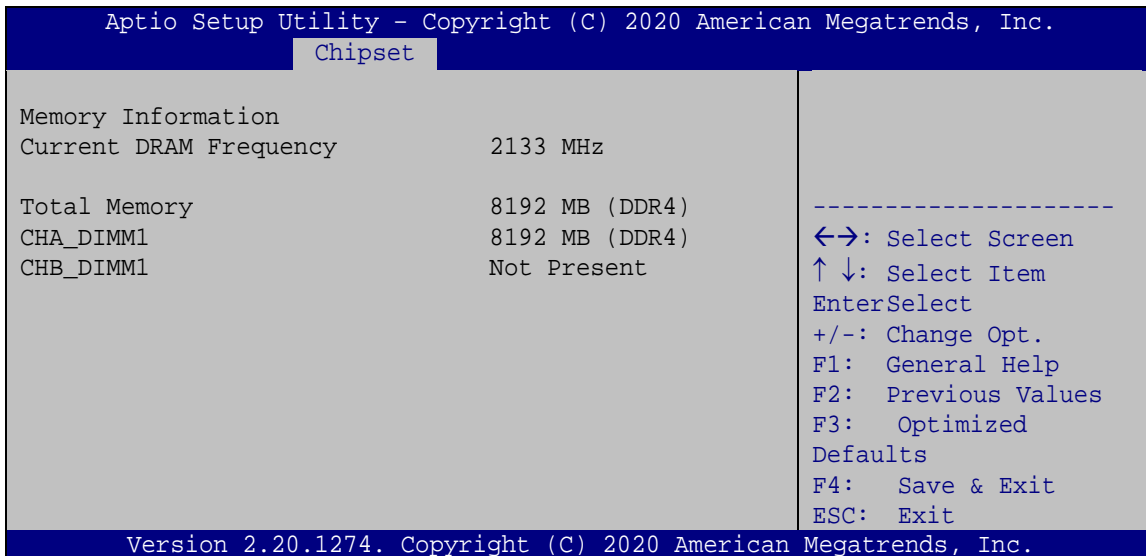 Aptio Setup Utility – Copyright (C) 2020 American Megatrends, Inc.
Chipset
Memory Information
Current DRAM Frequency 2133 MHz
Total Memory 8192 MB (DDR4)
CHA_DIMM1 8192 MB (DDR4)
CHB_DIMM1 Not Present
---------------------
←→: Select Screen
↑ ↓: Select Item
EnterSelect
+/-: Change Opt.
F1: General Help
F2: Previous Values
F3: Optimized
Defaults
F4: Save & Exit
ESC: Exit
Version 2.20.1274. Copyright (C) 2020 American Megatrends, Inc.